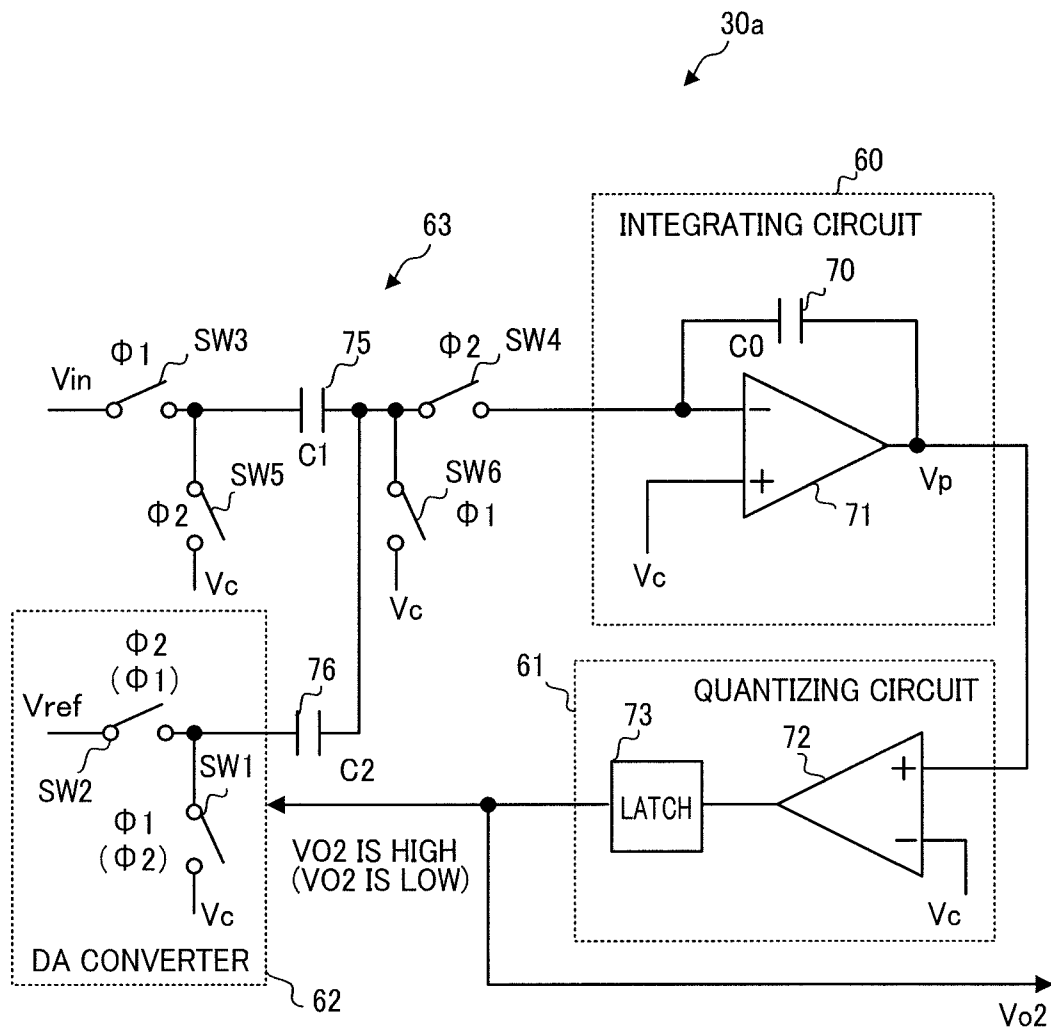 30a
60
INTEGRATING CIRCUIT
63
70
Φ1
SW3
75
Φ2
SW4
C0
Vin
C1
−
+
71
Vp
SW5
Φ2
SW6
Φ1
Vc
Vc
Vc
Φ2
(Φ1)
Vref
76
61
QUANTIZING CIRCUIT
73
72
SW2
SW1
C2
LATCH
+
−
Φ1
(Φ2)
VO2 IS HIGH
(VO2 IS LOW)
Vc
Vc
DA CONVERTER
62
Vo2